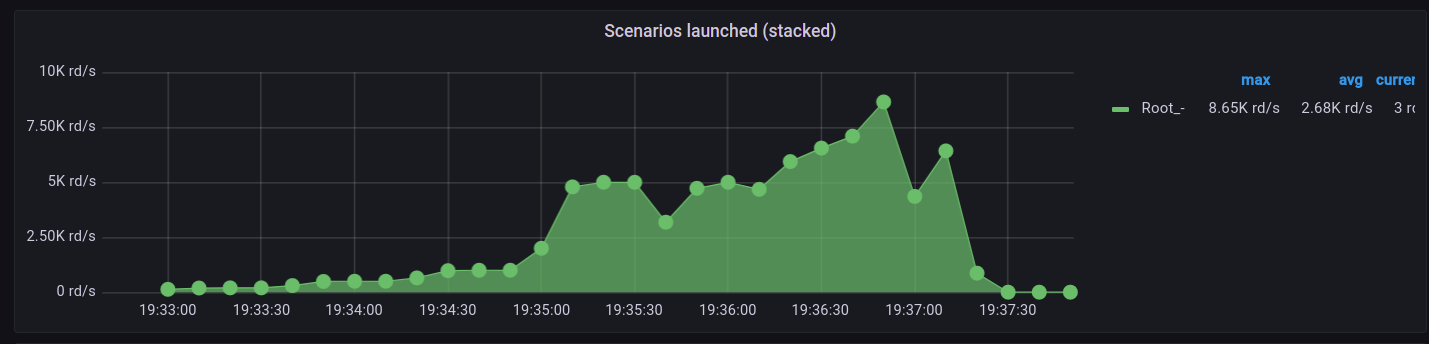 Scenarios launched (stacked)
10K rd/s
7.50K rd/s
5K rd/s
2.50K rd/s
0 rd/s
19:33:00 19:33:30 19:34:00 19:34:30 19:35:00 19:35:30 19:36:00 19:36:30 19:37:00 19:37:30
max avg
Root_- 8.65K rd/s 2.68K rd/s 3